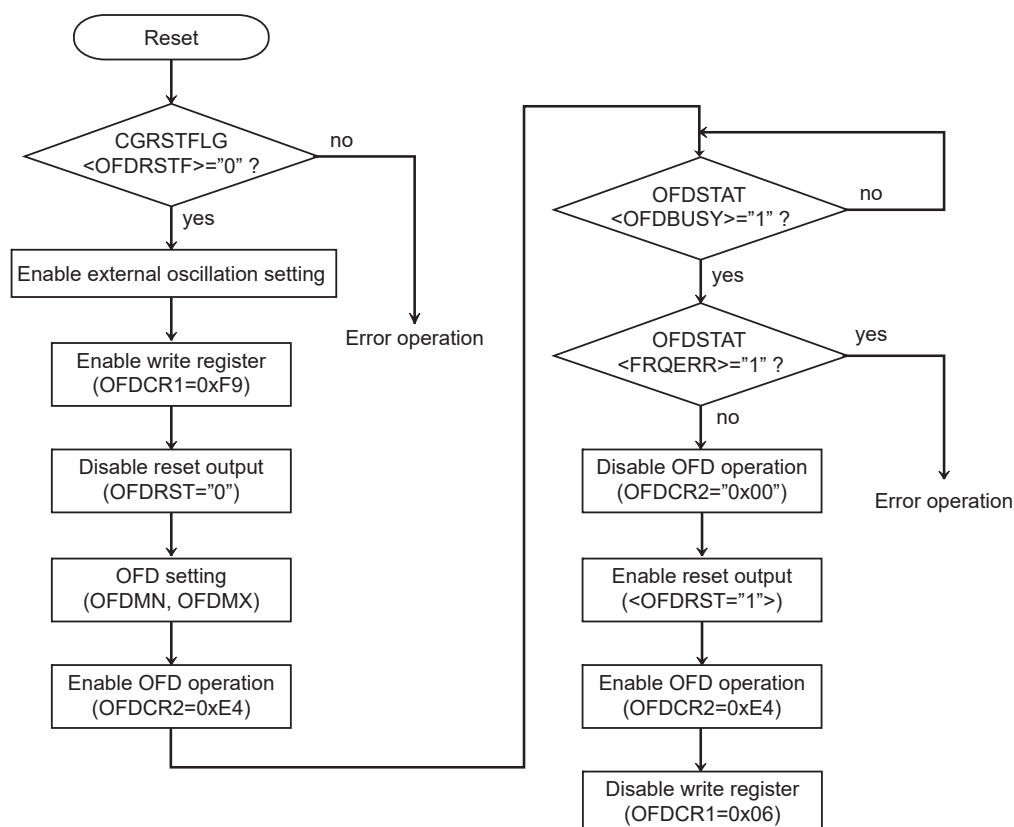 Reset
CGRSTFLG
<OFDRSTF>=”0” ?
no
yes
Enable external oscillation setting
Error operation
Enable write register
(OFDCR1=0xF9)
Disable reset output
(OFDRST=”0”)
OFD setting
(OFDMN, OFDMX)
Enable OFD operation
(OFDCR2=0xE4)
OFDSTAT
<OFDBUSY>=”1” ?
no
yes
OFDSTAT
<FRQERR>=”1” ?
yes
no
Error operation
Disable OFD operation
(OFDCR2=”0x00”)
Enable reset output
(<OFDRST=”1”>)
Enable OFD operation
(OFDCR2=0xE4)
Disable write register
(OFDCR1=0x06)